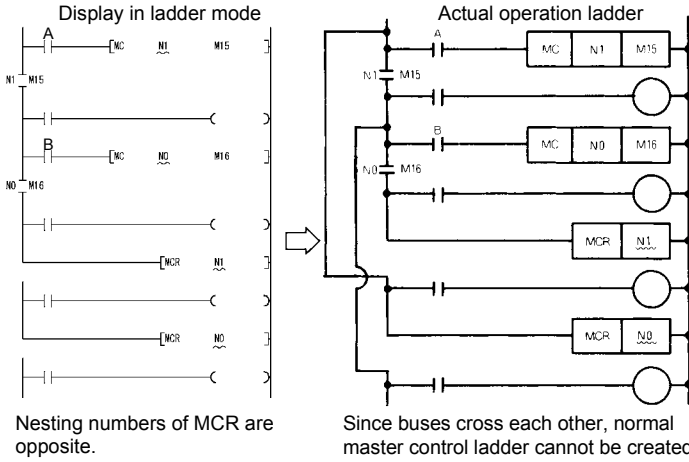 Display in ladder mode
A
MC N1 M15
N1 M15
B
MC N0 M16
N0 M16
MCR N1
MCR N0
Nesting numbers of MCR are
opposite.
Actual operation ladder
A
MC N1 M15
N1 M15
B
MC N0 M16
N0 M16
MCR N1
MCR N0
Since buses cross each other, normal
master control ladder cannot be created